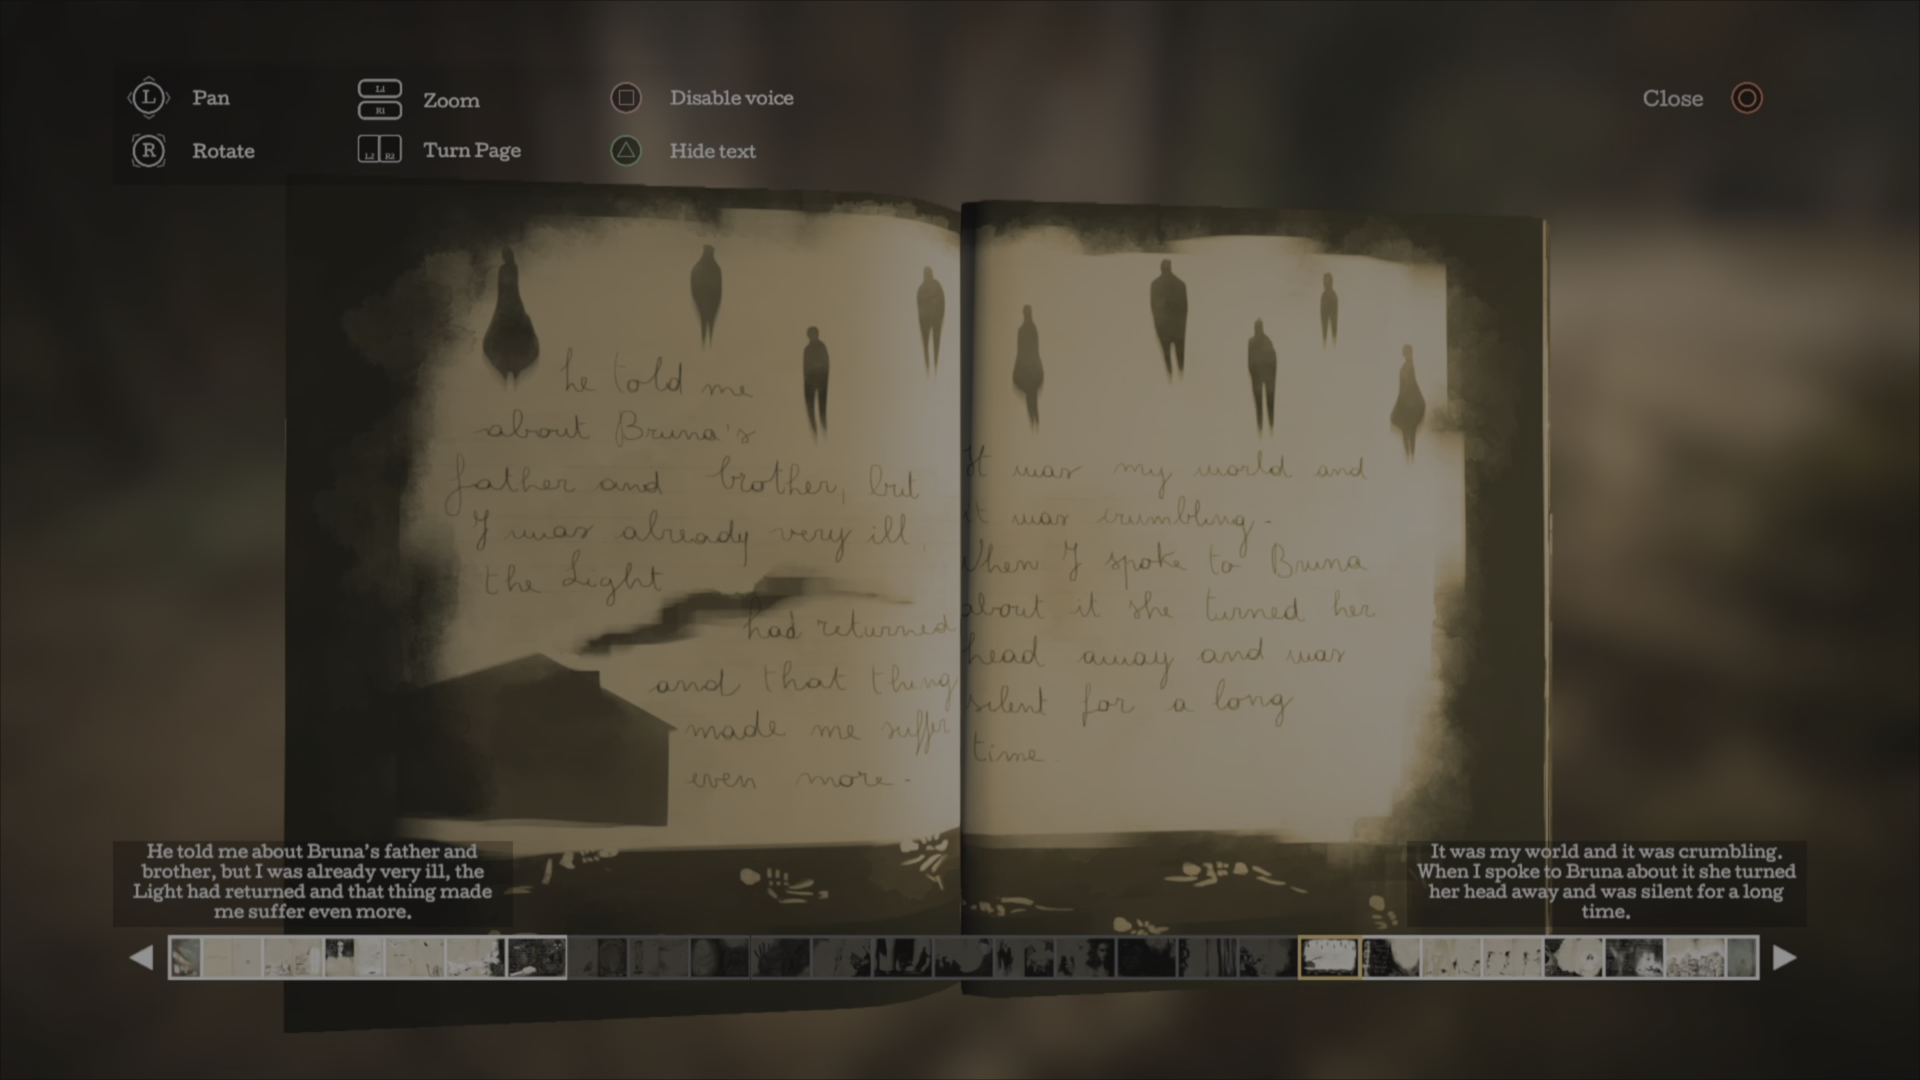 L
Pan
L1
R1
Zoom
Disable voice
Close
R
Rotate
L2 R2
Turn Page
Hide text
he told me
about Bruna's
father and brother, but
I was already very ill,
the Light
had returned
and that thing
made me suffer
even more.
It was my world and
it was crumbling.
When I spoke to Bruna
about it she turned her
head away and was
silent for a long
time.
He told me about Bruna's father and
brother, but I was already very ill, the
Light had returned and that thing made
me suffer even more.
It was my world and it was crumbling.
When I spoke to Bruna about it she turned
her head away and was silent for a long
time.